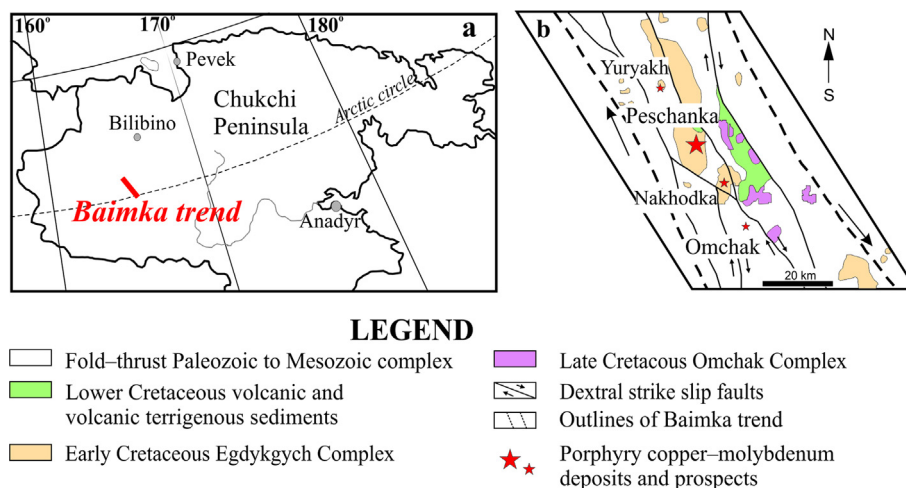 160° 170° 180° a
Pevek
Chukchi
Peninsula
Arctic circle
Bilibino
Baimka trend
Anadyr
b
N
S
Yuryakh
Peschanka
Nakhodka
Omchak
20 km
LEGEND
Fold–thrust Paleozoic to Mesozoic complex
Lower Cretaceous volcanic and
volcanic terrigenous sediments
Early Cretaceous Egdykgych Complex
Late Cretacous Omchak Complex
Dextral strike slip faults
Outlines of Baimka trend
Porphyry copper–molybdenum
deposits and prospects